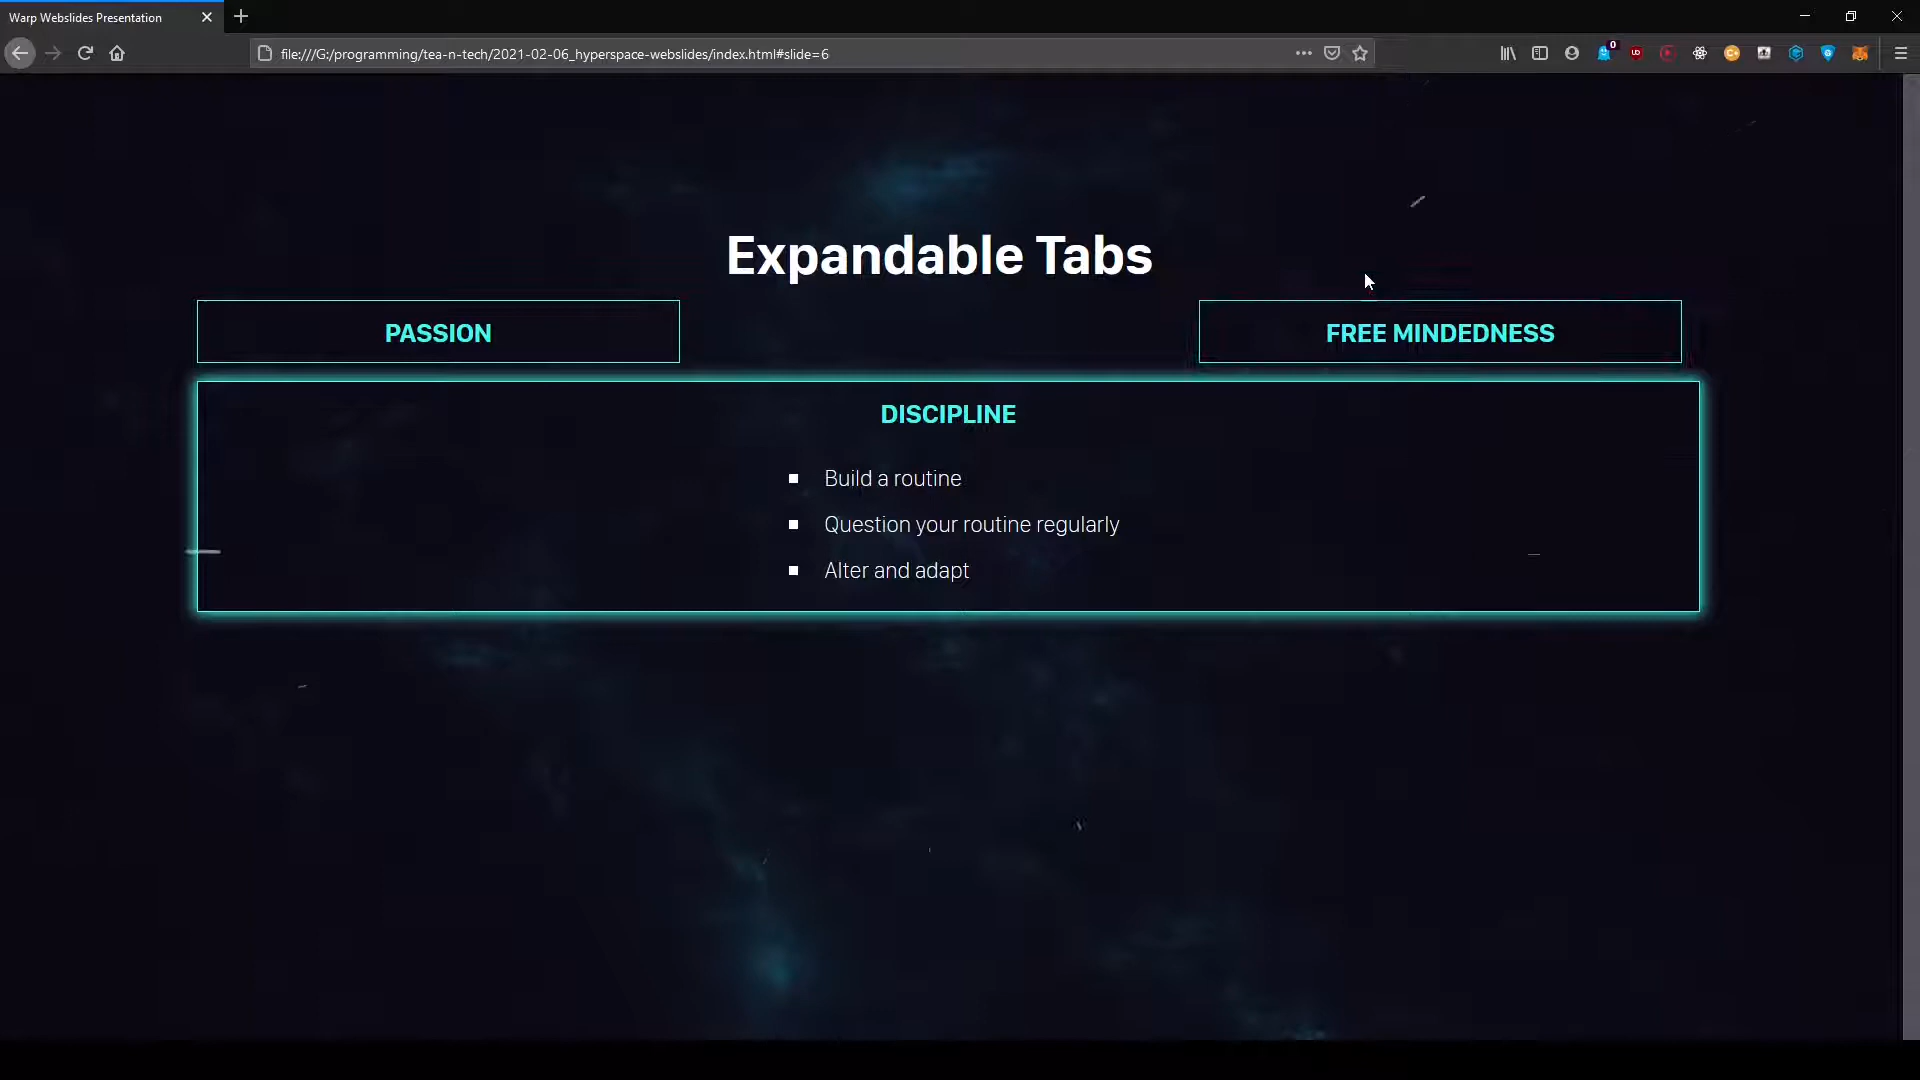 Warp Webslides Presentation
file:///G:/programming/tea-n-tech/2021-02-06_hyperspace-webslides/index.html#slide=6
0
Expandable Tabs
PASSION
FREE MINDEDNESS
DISCIPLINE
Build a routine
Question your routine regularly
Alter and adapt